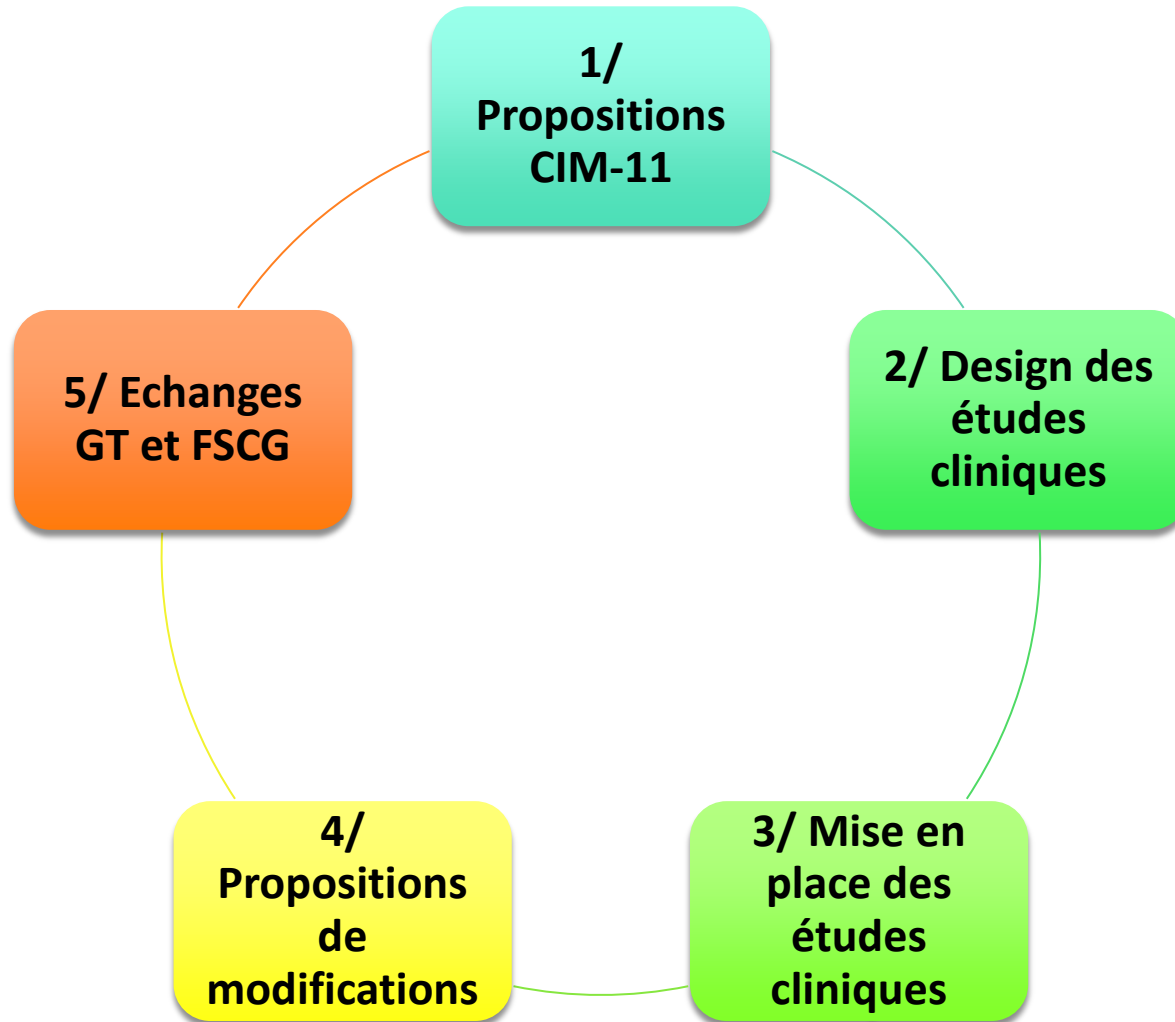 1/
Propositions
CIM-11
2/ Design des
études
cliniques
3/ Mise en
place des
études
cliniques
4/
Propositions
de
modifications
5/ Echanges
GT et FSCG